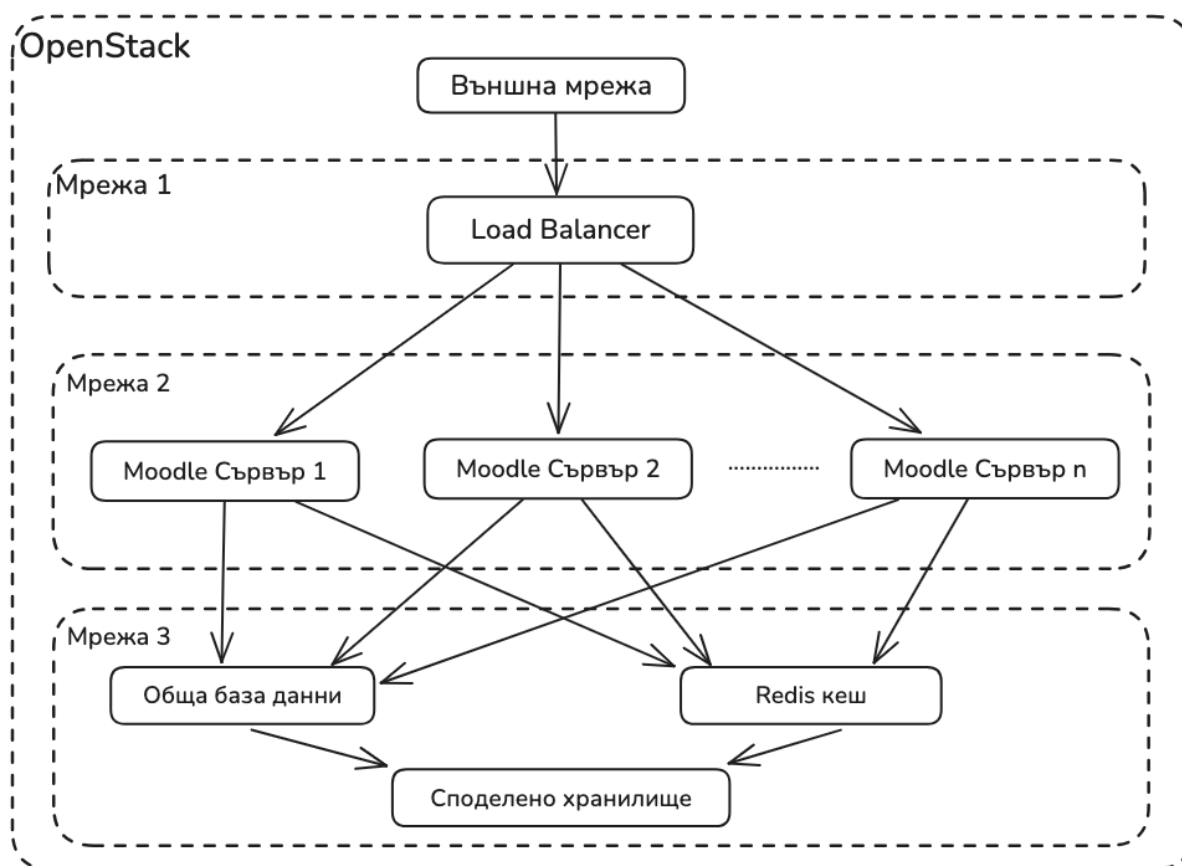 OpenStack
Външна мрежа
Мрежа 1
Load Balancer
Мрежа 2
Moodle Сървър 1
Moodle Сървър 2
Moodle Сървър n
Мрежа 3
Обща база данни
Redis кеш
Споделено хранилище